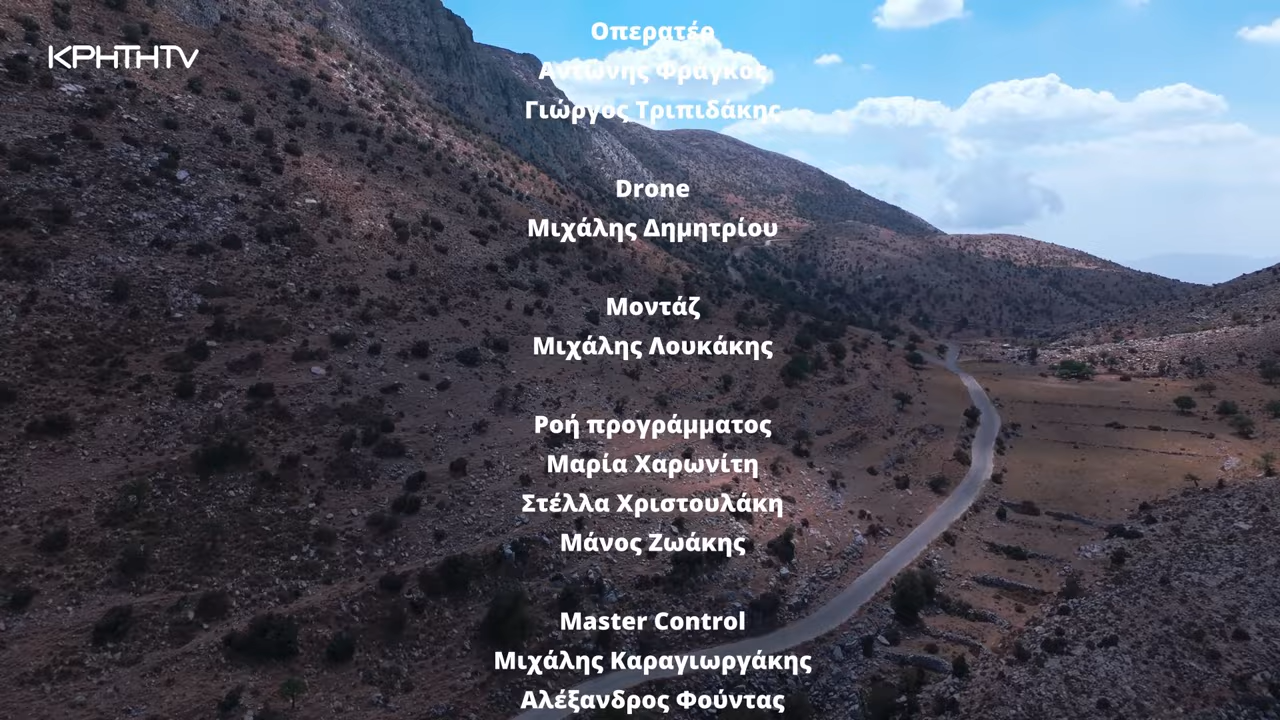 ΚΡΗΤΗTV
Οπερατέρ
Αντώνης Φράγκος
Γιώργος Τριπιδάκης
Drone
Μιχάλης Δημητρίου
Μοντάζ
Μιχάλης Λουκάκης
Ροή προγράμματος
Μαρία Χαρωνίτη
Στέλλα Χριστουλάκη
Μάνος Ζωάκης
Master Control
Μιχάλης Καραγιωργάκης
Αλέξανδρος Φούντας